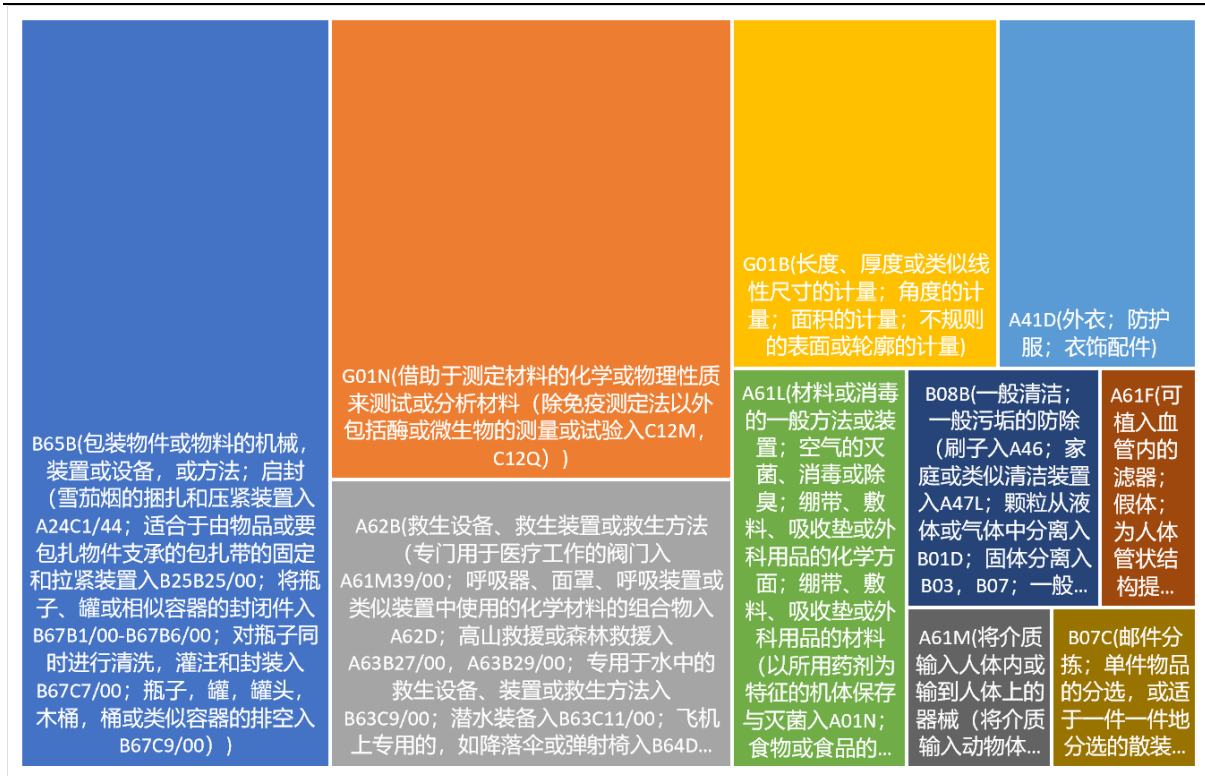 B65B(包装物件或物料的机械，
装置或设备，或方法；启封
（雪茄烟的捆扎和压紧装置入
A24C1/44；适合于由物品或要
包扎物件支承的包扎带的固定
和拉紧装置入B25B25/00；将瓶
子、罐或相似容器的封闭件入
B67B1/00-B67B6/00；对瓶子同
时进行清洗，灌注和封装入
B67C7/00；瓶子，罐，罐头，
木桶，桶或类似容器的排空入
B67C9/00）)
G01N(借助于测定材料的化学或物理性质
来测试或分析材料（除免疫测定法以外
包括酶或微生物的测量或试验入C12M，
C12Q）)
A62B(救生设备、救生装置或救生方法
（专门用于医疗工作的阀门入
A61M39/00；呼吸器、面罩、呼吸装置或
类似装置中使用的化学材料的组合物入
A62D；高山救援或森林救援入
A63B27/00，A63B29/00；专用于水中的
救生设备、装置或救生方法入
B63C9/00；潜水装备入B63C11/00；飞机
上专用的，如降落伞或弹射椅入B64D...
G01B(长度、厚度或类似线
性尺寸的计量；角度的计
量；面积的计量；不规则
的表面或轮廓的计量)
A41D(外衣；防护
服；衣饰配件)
A61L(材料或消毒
的一般方法或装
置；空气的灭
菌、消毒或除
臭；绷带、敷
料、吸收垫或外
科用品的化学方
面；绷带、敷
料、吸收垫或外
科用品的材料
（以所用药剂为
特征的机体保存
与灭菌入A01N；
食物或食品的...
B08B(一般清洁；
一般污垢的防除
（刷子入A46；家
庭或类似清洁装置
入A47L；颗粒从液
体或气体中分离入
B01D；固体分离入
B03，B07；一般...
A61F(可
植入血
管内的
滤器；
假体；
为人体
管状结
构提...
A61M(将介质
输入人体内或
输到人体上的
器械（将介质
输入动物体...
B07C(邮件分
拣；单件物品
的分选，或适
于一件一件地
分选的散装...